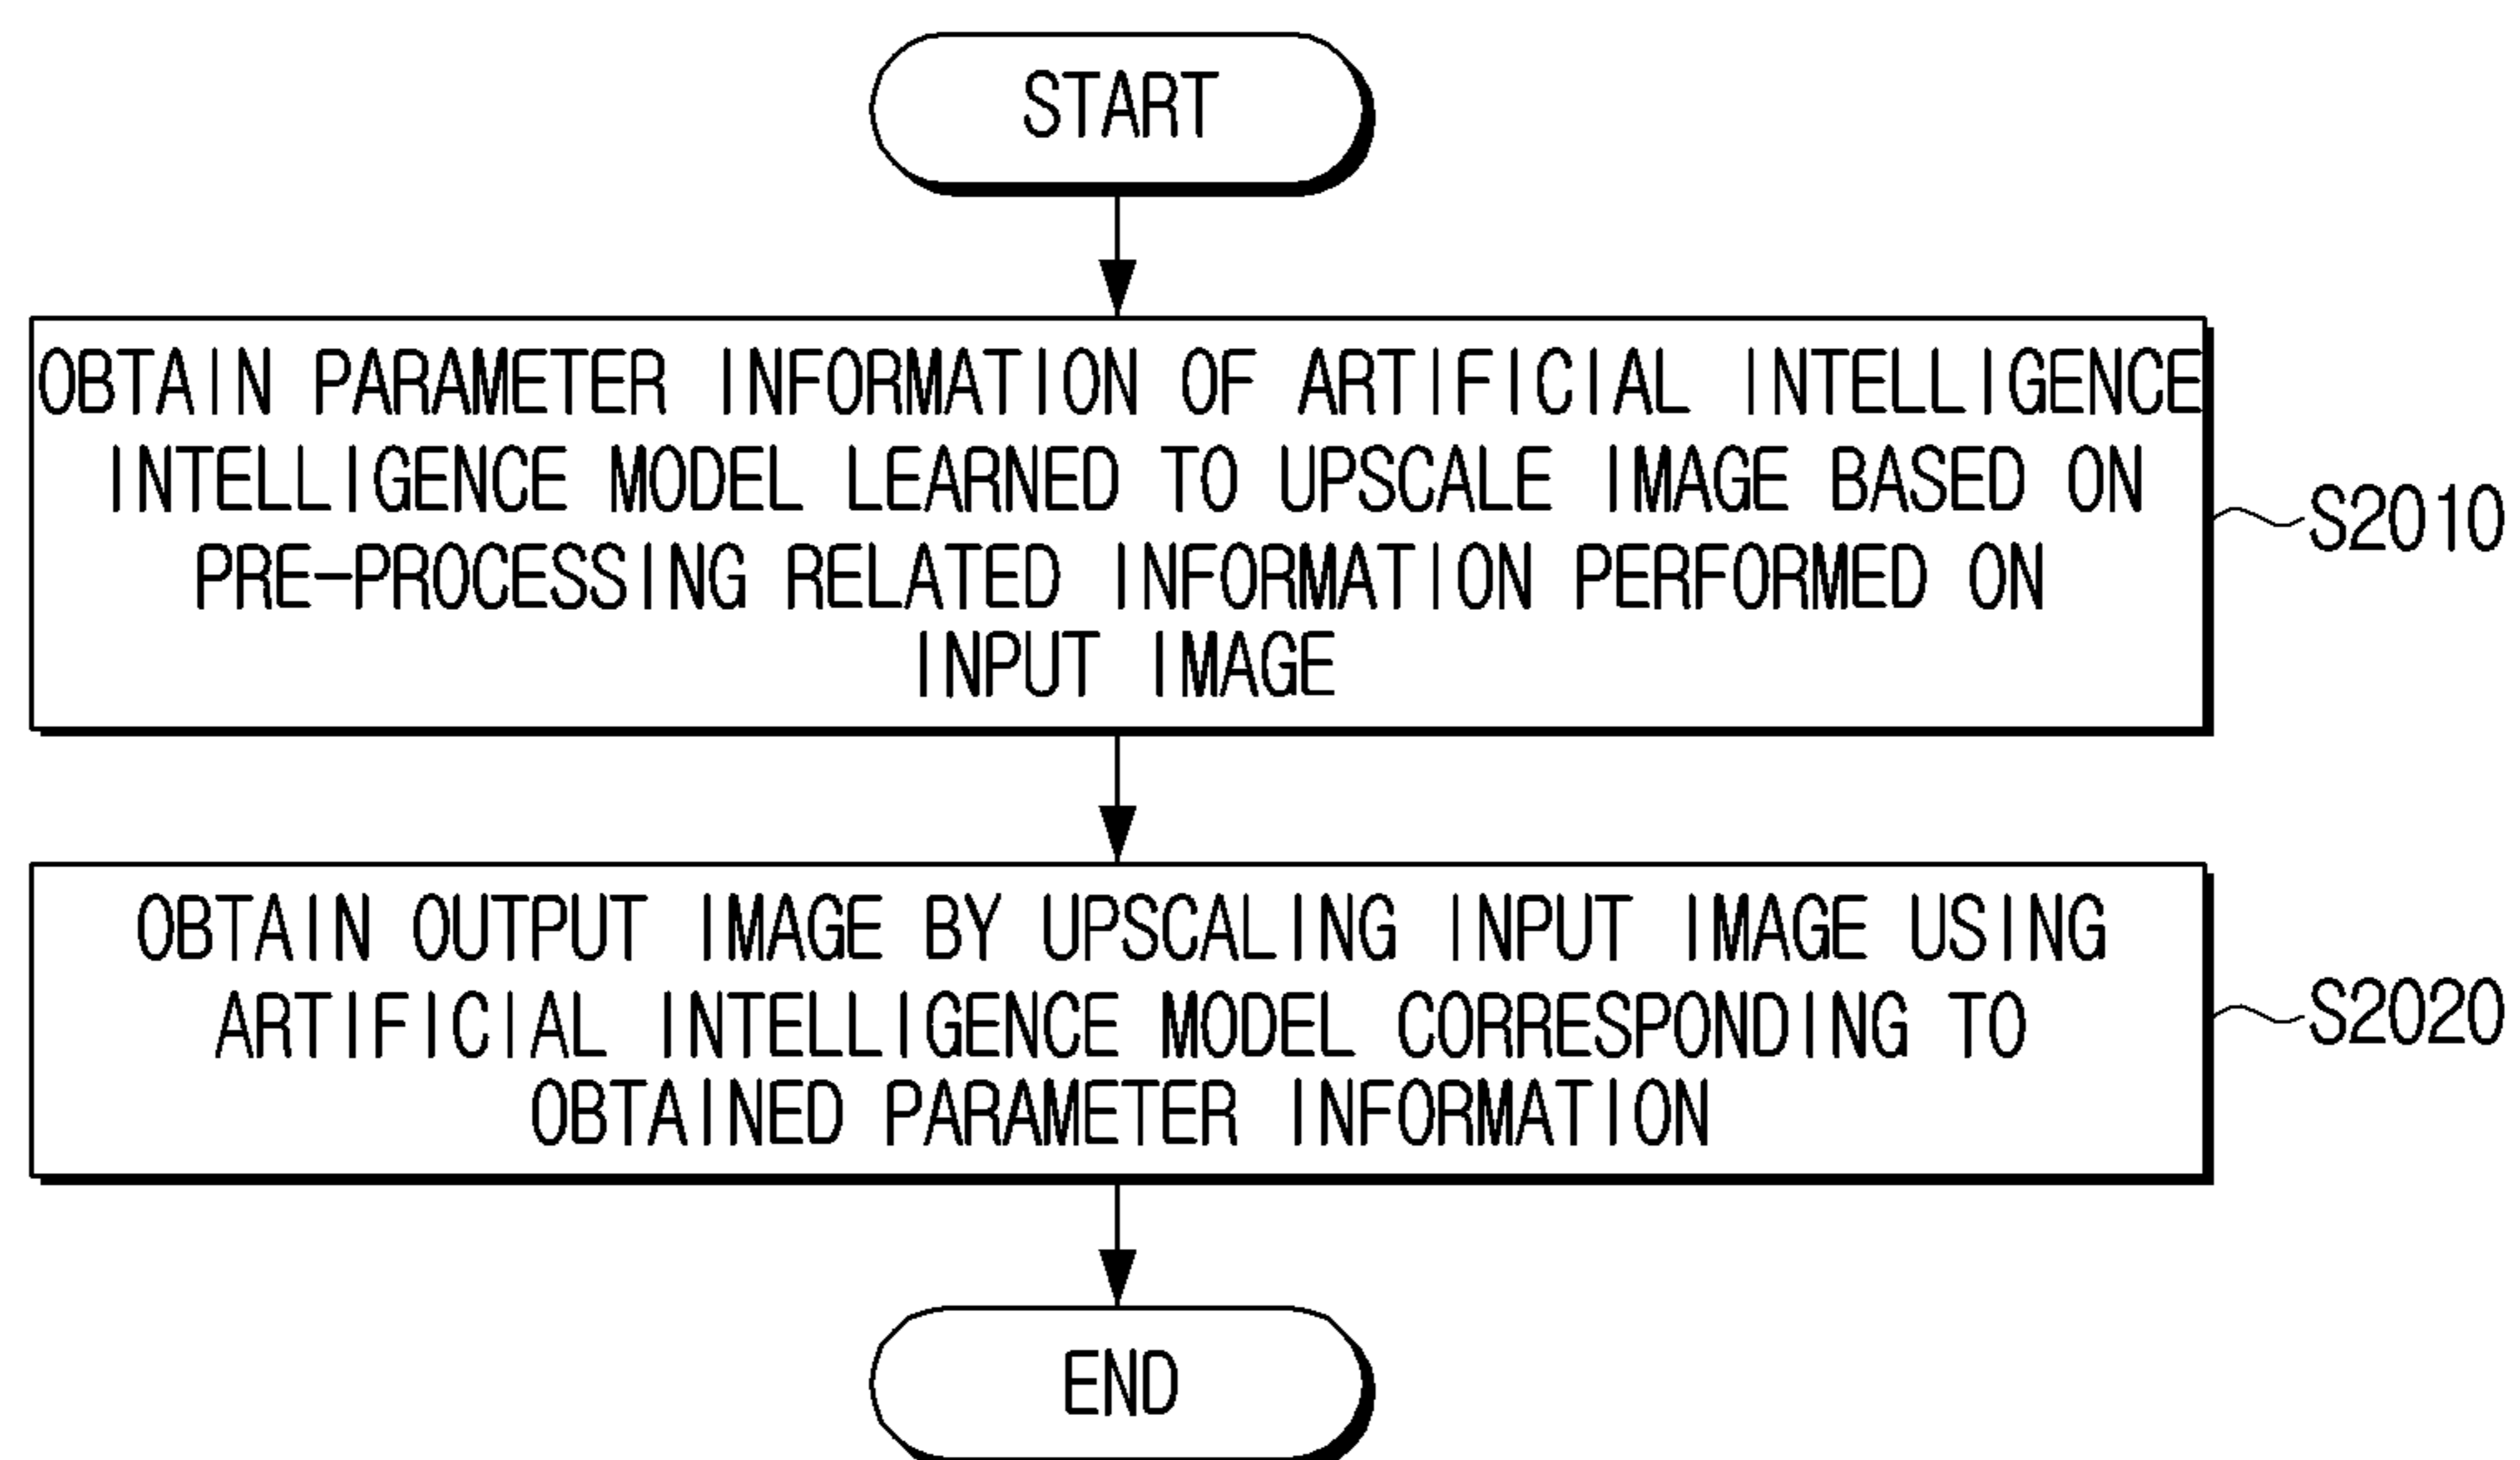 START
OBTAIN PARAMETER INFORMATION OF ARTIFICIAL INTELLIGENCE
INTELLIGENCE MODEL LEARNED TO UPSCALE IMAGE BASED ON
PRE-PROCESSING RELATED INFORMATION PERFORMED ON
INPUT IMAGE
S2010
OBTAIN OUTPUT IMAGE BY UPSCALING INPUT IMAGE USING
ARTIFICIAL INTELLIGENCE MODEL CORRESPONDING TO
OBTAINED PARAMETER INFORMATION
S2020
END